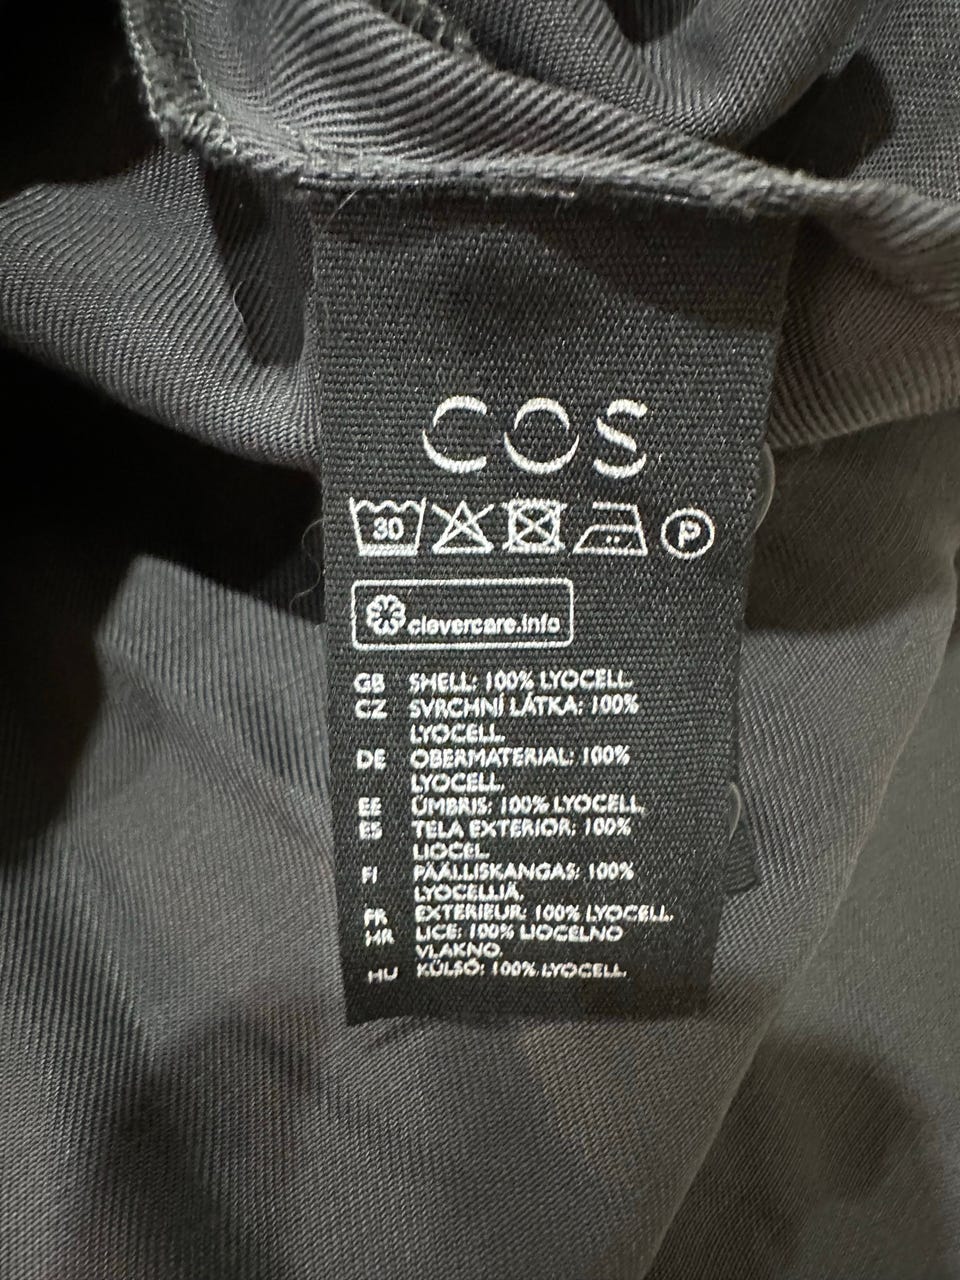 COS
30
P
clevercare.info
GB SHELL: 100% LYOCELL.
CZ SVRCHNÍ LÁTKA: 100%
LYOCELL.
DE OBERMATERIAL: 100%
LYOCELL.
EE ÜMBRIS: 100% LYOCELL.
ES TELA EXTERIOR: 100%
LIOCEL.
FI PÄÄLLISKANGAS: 100%
LYOCELLIÄ.
FR EXTERIEUR: 100% LYOCELL.
HR LICE: 100% LIOCELNO
VLAKNO.
HU KÜLSŐ: 100% LYOCELL.